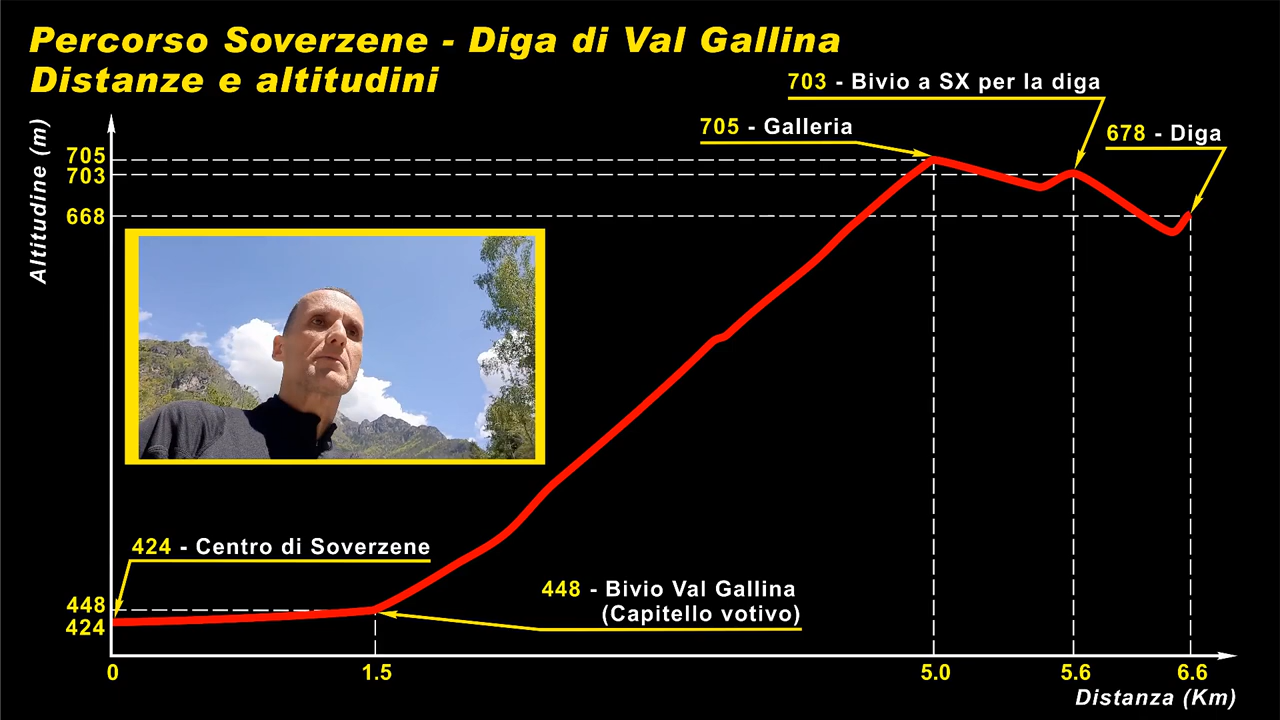 Percorso Soverzene - Diga di Val Gallina
Distanze e altitudini
703 - Bivio a SX per la diga
705 - Galleria
678 - Diga
Altitudine (m)
705
703
668
424 - Centro di Soverzene
448 - Bivio Val Gallina
(Capitello votivo)
448
424
0
1.5
5.0
5.6
6.6
Distanza (Km)